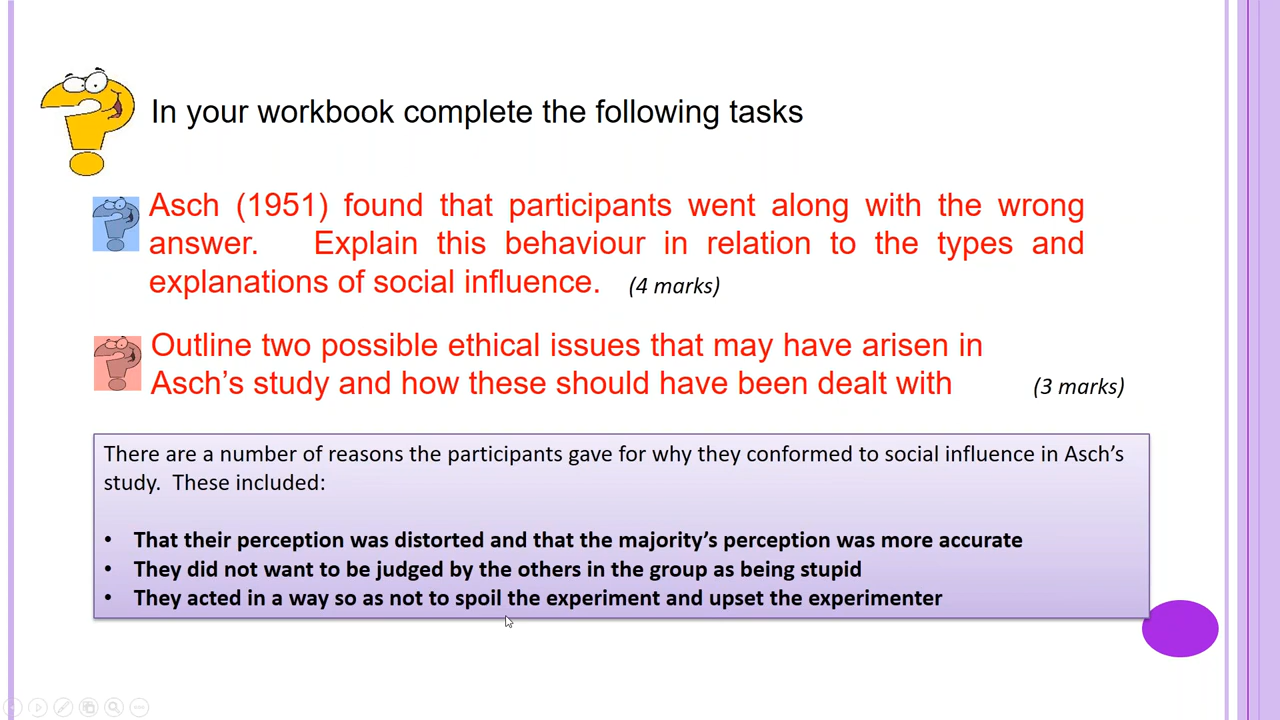 In your workbook complete the following tasks
Asch (1951) found that participants went along with the wrong
answer. Explain this behaviour in relation to the types and
explanations of social influence. (4 marks)
Outline two possible ethical issues that may have arisen in
Asch's study and how these should have been dealt with (3 marks)
There are a number of reasons the participants gave for why they conformed to social influence in Asch's
study. These included:
• That their perception was distorted and that the majority's perception was more accurate
• They did not want to be judged by the others in the group as being stupid
• They acted in a way so as not to spoil the experiment and upset the experimenter